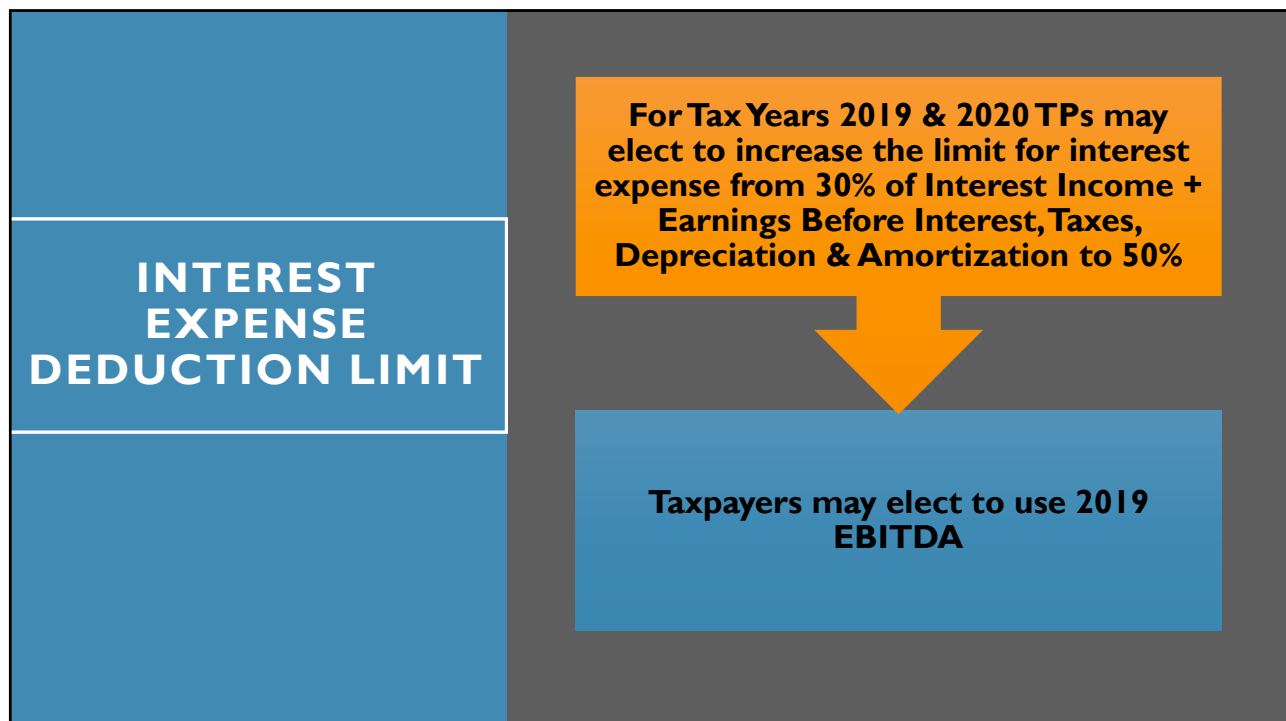 INTEREST
EXPENSE
DEDUCTION LIMIT
For Tax Years 2019 & 2020 TPs may
elect to increase the limit for interest
expense from 30% of Interest Income +
Earnings Before Interest, Taxes,
Depreciation & Amortization to 50%
Taxpayers may elect to use 2019
EBITDA